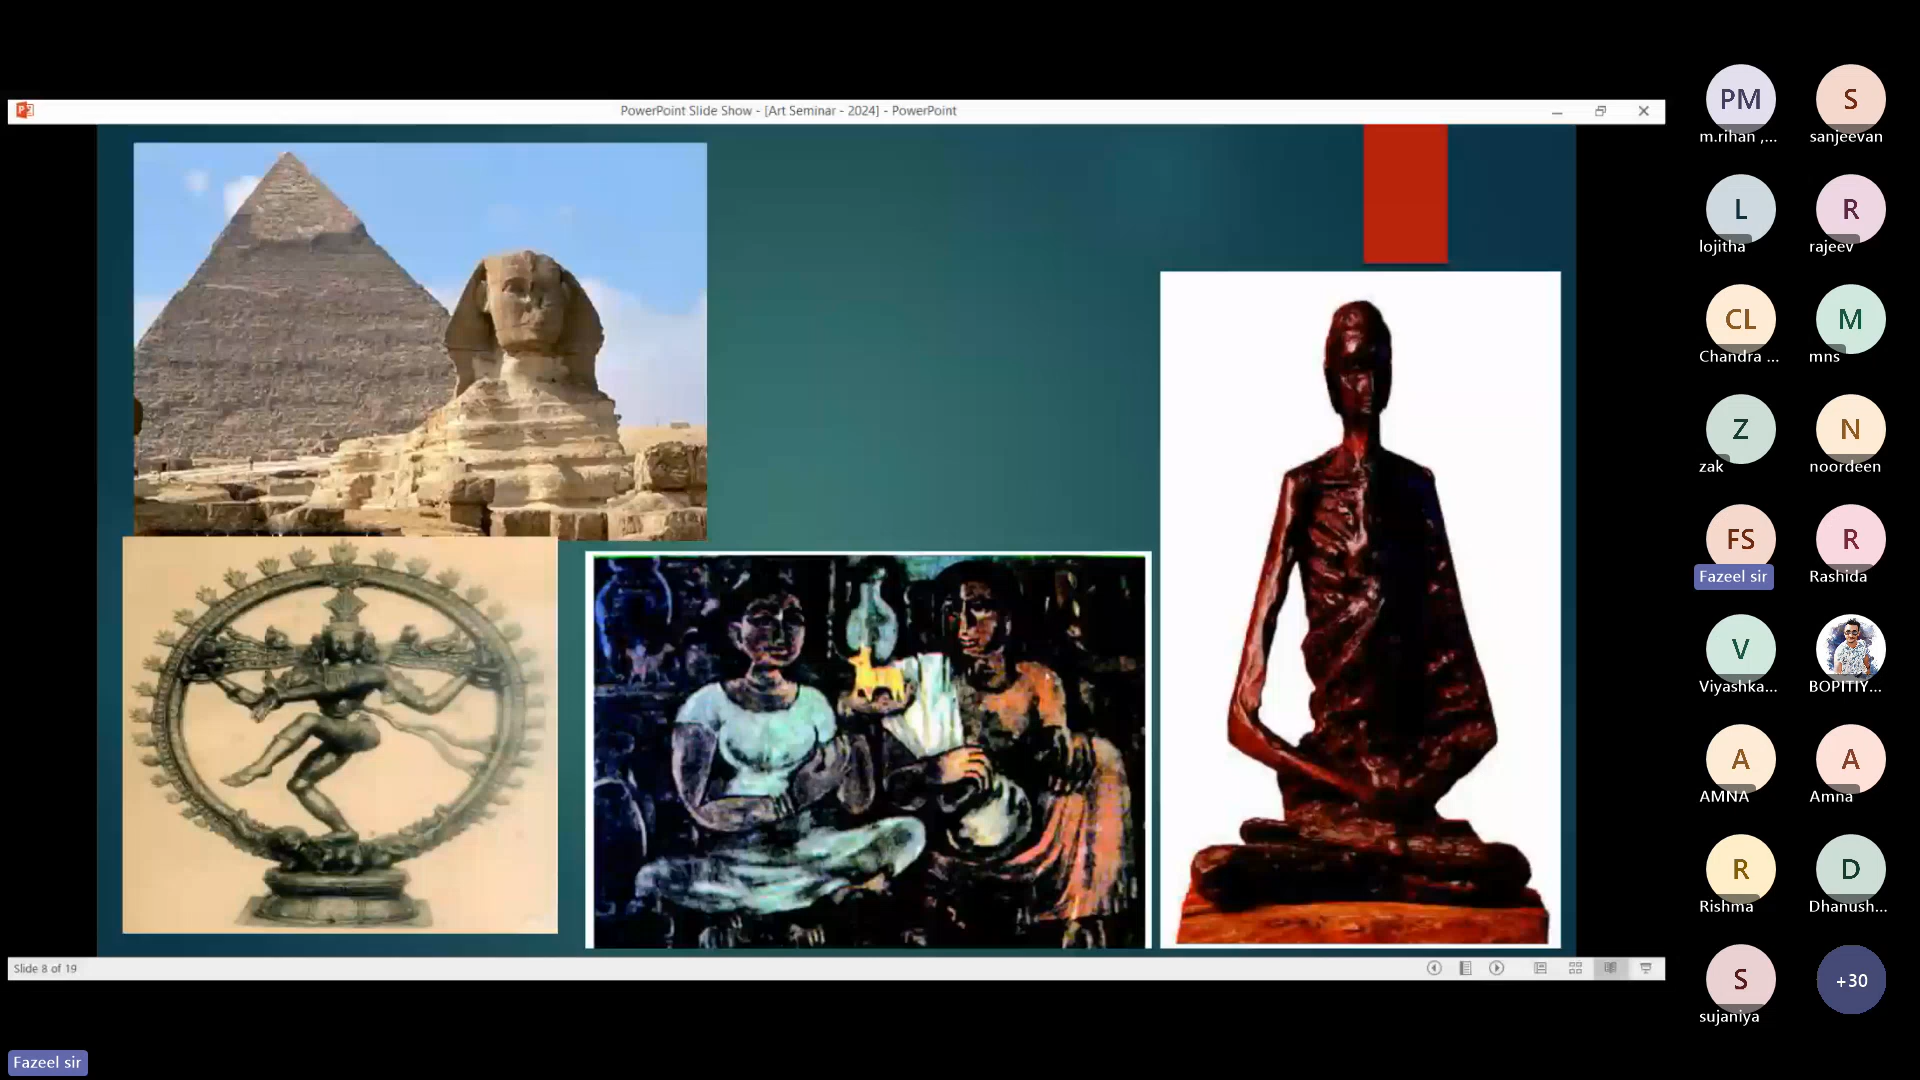 PowerPoint Slide Show - [Art Seminar - 2024] - PowerPoint
PM
m.rihan ,...
S
sanjeevan
L
lojitha
R
rajeev
CL
Chandra ...
M
mns
Z
zak
N
noordeen
FS
Fazeel sir
R
Rashida
V
Viyashka...
BOPITIY...
A
AMNA
A
Amna
R
Rishma
D
Dhanush...
S
sujaniya
+30
Slide 8 of 19
Fazeel sir